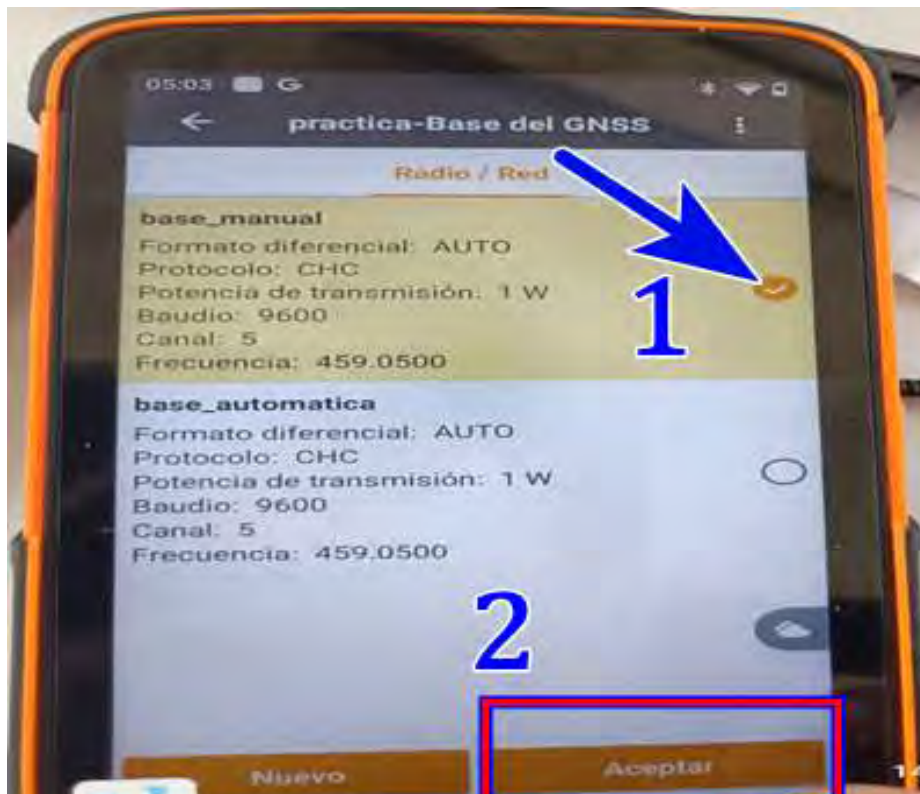 05:03 G
practica-Base del GNSS
Radio / Red
base_manual
Formato diferencial: AUTO
Protocolo: CHC
Potencia de transmisión: 1 W
Baudio: 9600
Canal: 5
Frecuencia: 459.0500
1
base_automatica
Formato diferencial: AUTO
Protocolo: CHC
Potencia de transmisión: 1 W
Baudio: 9600
Canal: 5
Frecuencia: 459.0500
2
Nuevo
Aceptar